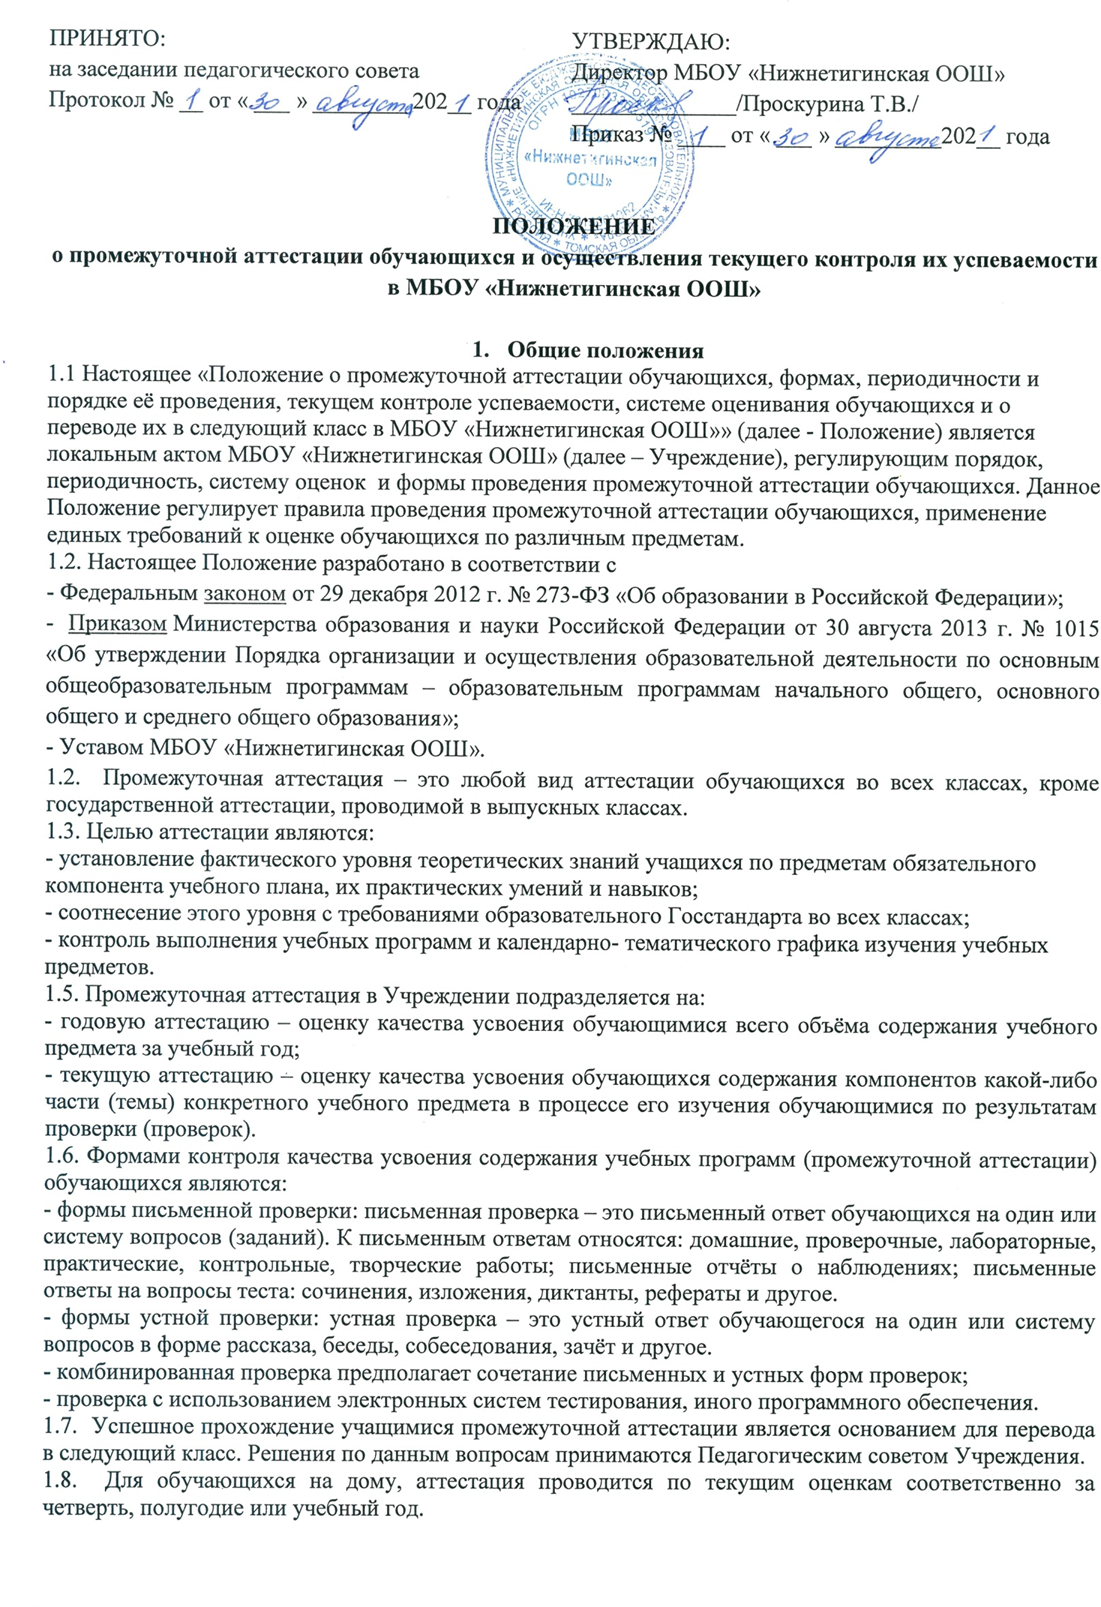 ПРИНЯТО:
на заседании педагогического совета
Протокол № 1 от «30» августа 2021 года
УТВЕРЖДАЮ:
Директор МБОУ «Нижнетигинская ООШ»
/Проскурина Т.В./
Приказ № 1 от «30» августа 2021 года
«Нижнетигинская
ООШ»
ПОЛОЖЕНИЕ
о промежуточной аттестации обучающихся и осуществления текущего контроля их успеваемости
в МБОУ «Нижнетигинская ООШ»
1. Общие положения
1.1 Настоящее «Положение о промежуточной аттестации обучающихся, формах, периодичности и
порядке её проведения, текущем контроле успеваемости, системе оценивания обучающихся и о
переводе их в следующий класс в МБОУ «Нижнетигинская ООШ»» (далее - Положение) является
локальным актом МБОУ «Нижнетигинская ООШ» (далее – Учреждение), регулирующим порядок,
периодичность, систему оценок и формы проведения промежуточной аттестации обучающихся. Данное
Положение регулирует правила проведения промежуточной аттестации обучающихся, применение
единых требований к оценке обучающихся по различным предметам.
1.2. Настоящее Положение разработано в соответствии с
- Федеральным законом от 29 декабря 2012 г. № 273-ФЗ «Об образовании в Российской Федерации»;
- Приказом Министерства образования и науки Российской Федерации от 30 августа 2013 г. № 1015
«Об утверждении Порядка организации и осуществления образовательной деятельности по основным
общеобразовательным программам – образовательным программам начального общего, основного
общего и среднего общего образования»;
- Уставом МБОУ «Нижнетигинская ООШ».
1.2. Промежуточная аттестация – это любой вид аттестации обучающихся во всех классах, кроме
государственной аттестации, проводимой в выпускных классах.
1.3. Целью аттестации являются:
- установление фактического уровня теоретических знаний учащихся по предметам обязательного
компонента учебного плана, их практических умений и навыков;
- соотнесение этого уровня с требованиями образовательного Госстандарта во всех классах;
- контроль выполнения учебных программ и календарно- тематического графика изучения учебных
предметов.
1.5. Промежуточная аттестация в Учреждении подразделяется на:
- годовую аттестацию – оценку качества усвоения обучающимися всего объёма содержания учебного
предмета за учебный год;
- текущую аттестацию – оценку качества усвоения обучающихся содержания компонентов какой-либо
части (темы) конкретного учебного предмета в процессе его изучения обучающимися по результатам
проверки (проверок).
1.6. Формами контроля качества усвоения содержания учебных программ (промежуточной аттестации)
обучающихся являются:
- формы письменной проверки: письменная проверка – это письменный ответ обучающихся на один или
систему вопросов (заданий). К письменным ответам относятся: домашние, проверочные, лабораторные,
практические, контрольные, творческие работы; письменные отчёты о наблюдениях; письменные
ответы на вопросы теста: сочинения, изложения, диктанты, рефераты и другое.
- формы устной проверки: устная проверка – это устный ответ обучающегося на один или систему
вопросов в форме рассказа, беседы, собеседования, зачёт и другое.
- комбинированная проверка предполагает сочетание письменных и устных форм проверок;
- проверка с использованием электронных систем тестирования, иного программного обеспечения.
1.7. Успешное прохождение учащимися промежуточной аттестации является основанием для перевода
в следующий класс. Решения по данным вопросам принимаются Педагогическим советом Учреждения.
1.8. Для обучающихся на дому, аттестация проводится по текущим оценкам соответственно за
четверть, полугодие или учебный год.